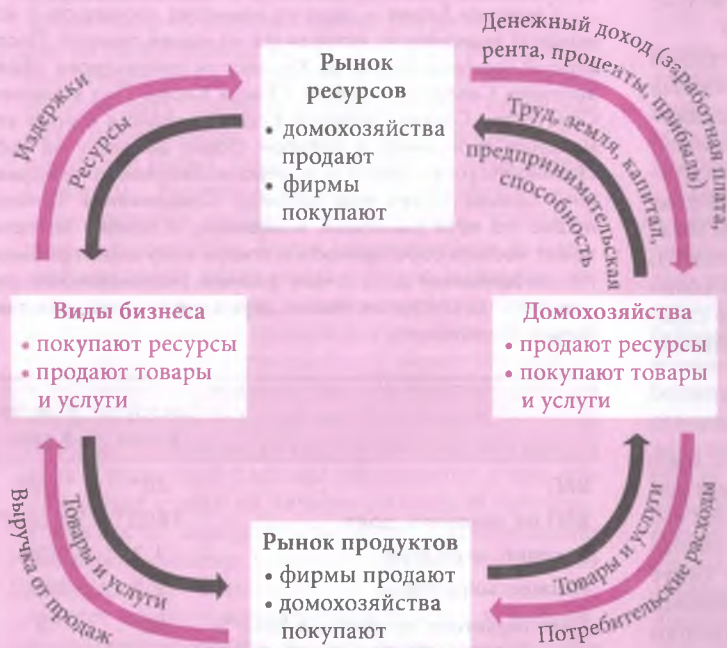 Издержки
Ресурсы
Рынок
ресурсов
• домохозяйства
продают
• фирмы
покупают
Денежный доход (заработная плата,
рента, проценты, прибыль)
Труд, земля, капитал,
предпринимательская
способность
Виды бизнеса
• покупают ресурсы
• продают товары
и услуги
Домохозяйства
• продают ресурсы
• покупают товары
и услуги
Выручка от продаж
Товары и услуги
Рынок продуктов
• фирмы продают
• домохозяйства
покупают
Товары и услуги
Потребительские расходы